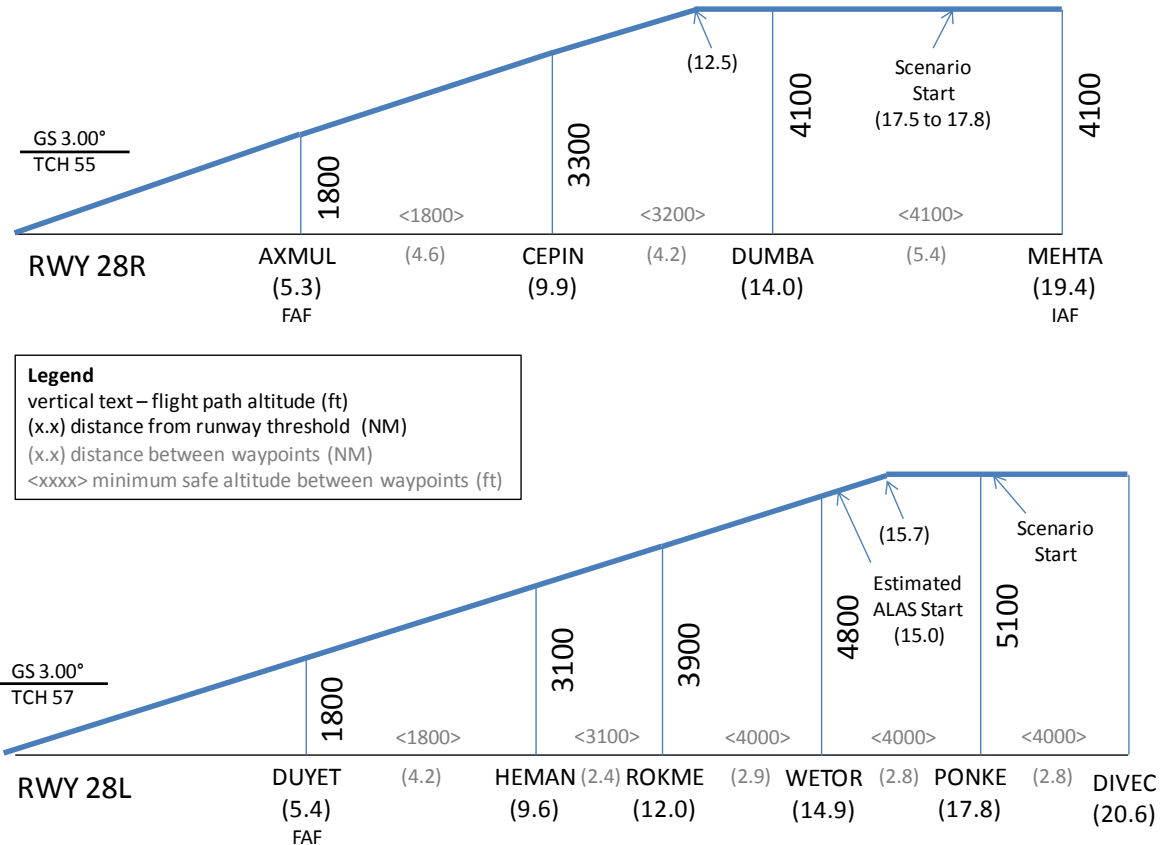 (12.5)
Scenario
Start
(17.5 to 17.8)
4100
4100
3300
1800
GS 3.00°
TCH 55
<1800>
<3200>
<4100>
RWY 28R
AXMUL
(5.3)
FAF
(4.6)
CEPIN
(9.9)
(4.2)
DUMBA
(14.0)
(5.4)
MEHTA
(19.4)
IAF
Legend
vertical text – flight path altitude (ft)
(x.x) distance from runway threshold (NM)
(x.x) distance between waypoints (NM)
<xxxx> minimum safe altitude between waypoints (ft)
(15.7)
Scenario
Start
Estimated
ALAS Start
(15.0)
5100
4800
3900
3100
1800
GS 3.00°
TCH 57
<1800>
<3100>
<4000>
<4000>
<4000>
RWY 28L
DUYET
(5.4)
FAF
(4.2)
HEMAN
(9.6)
(2.4)
ROKME
(12.0)
(2.9)
WETOR
(14.9)
(2.8)
PONKE
(17.8)
(2.8)
DIVEC
(20.6)